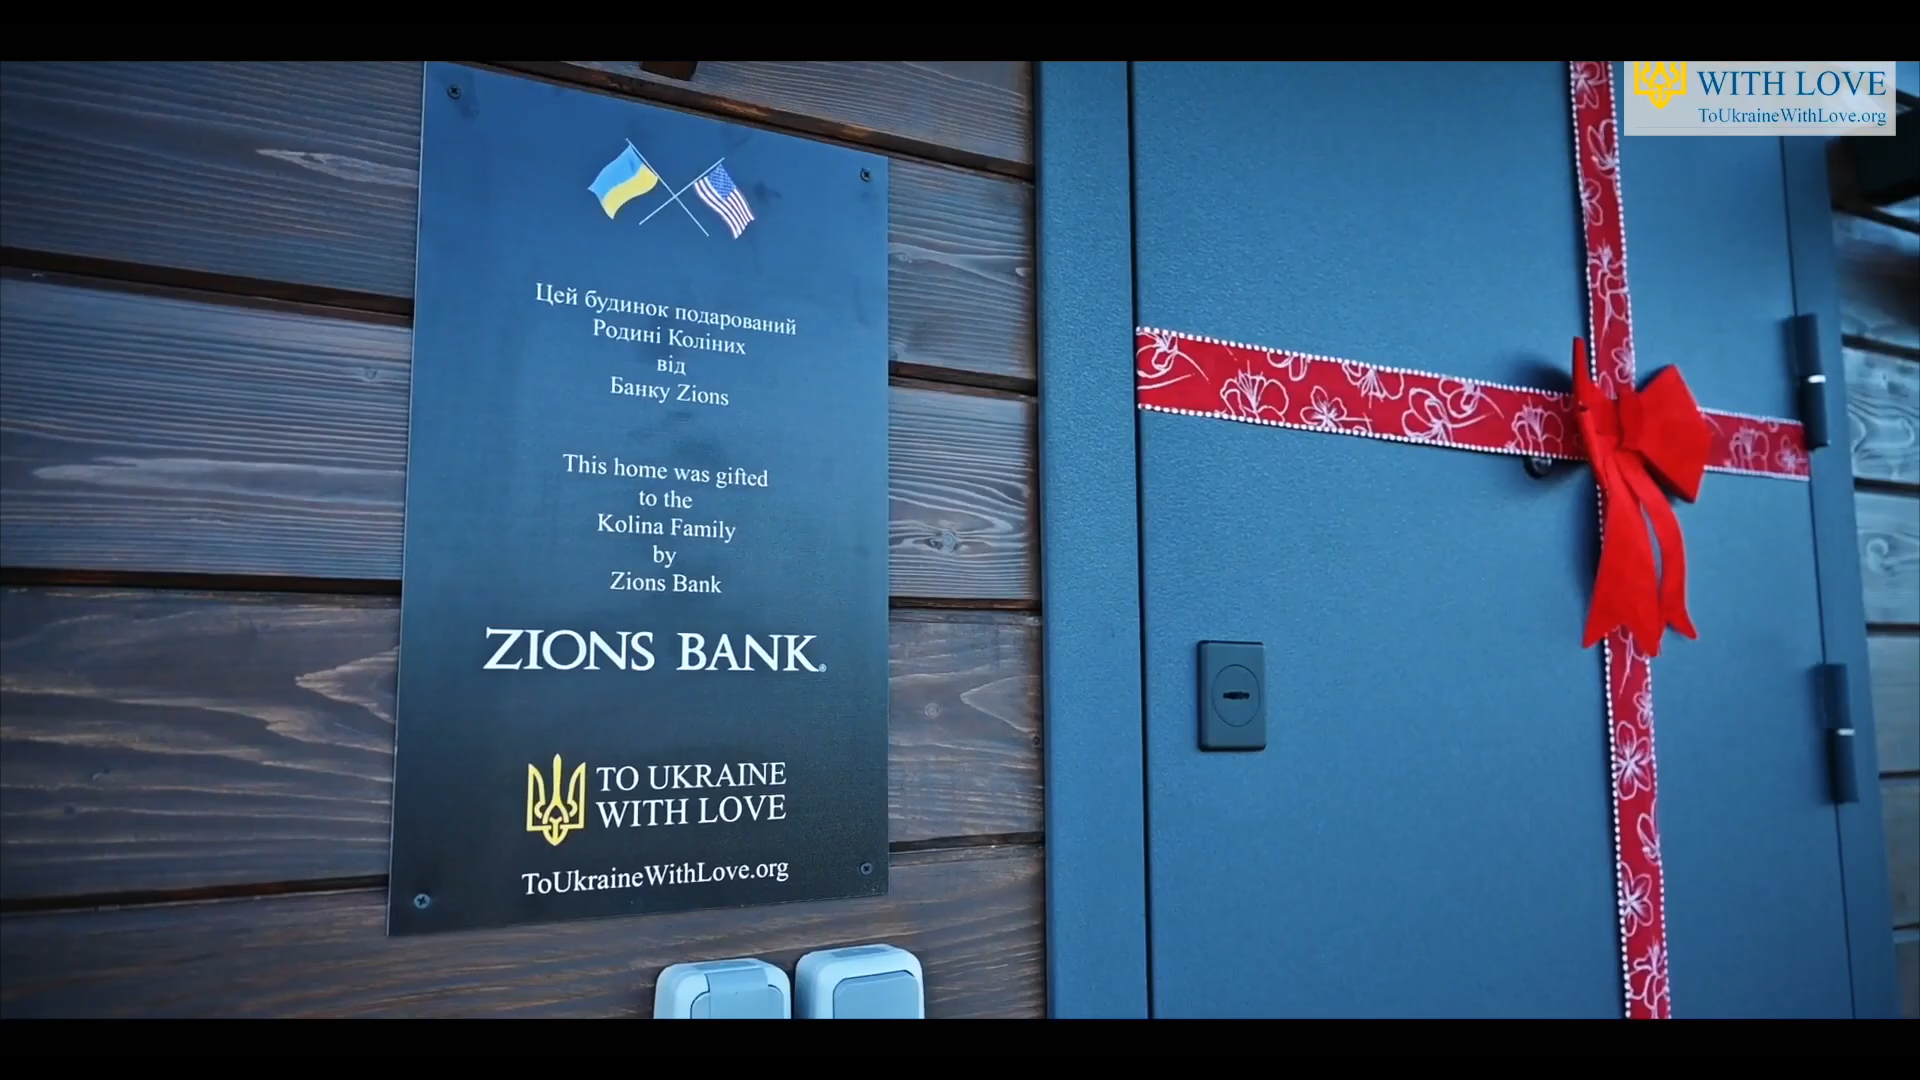 Цей будинок подарований
Родині Коліних
від
Банку Zions
This home was gifted
to the
Kolina Family
by
Zions Bank
ZIONS BANK®
TO UKRAINE
WITH LOVE
ToUkraineWithLove.org
WITH LOVE
ToUkraineWithLove.org